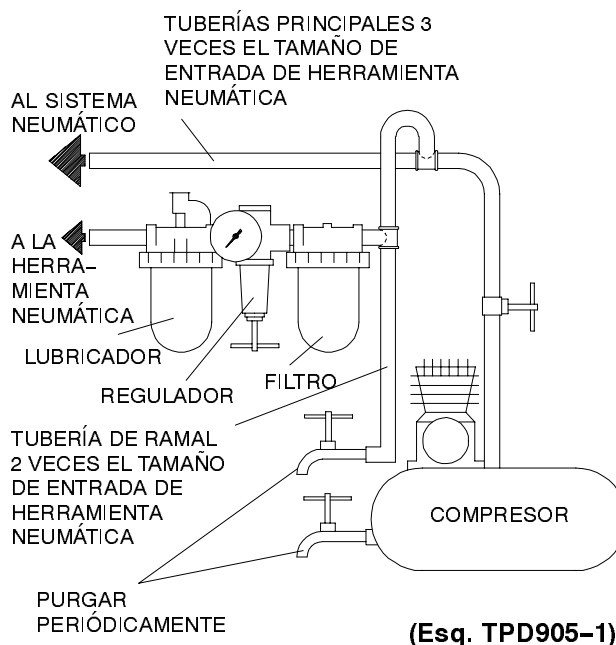 TUBERÍAS PRINCIPALES 3
VECES EL TAMAÑO DE
ENTRADA DE HERRAMIENTA
NEUMÁTICA
AL SISTEMA
NEUMÁTICO
A LA
HERRA–
MIENTA
NEUMÁTICA
LUBRICADOR
REGULADOR
FILTRO
TUBERÍA DE RAMAL
2 VECES EL TAMAÑO
DE ENTRADA DE
HERRAMIENTA
NEUMÁTICA
COMPRESOR
PURGAR
PERIÓDICAMENTE
(Esq. TPD905–1)